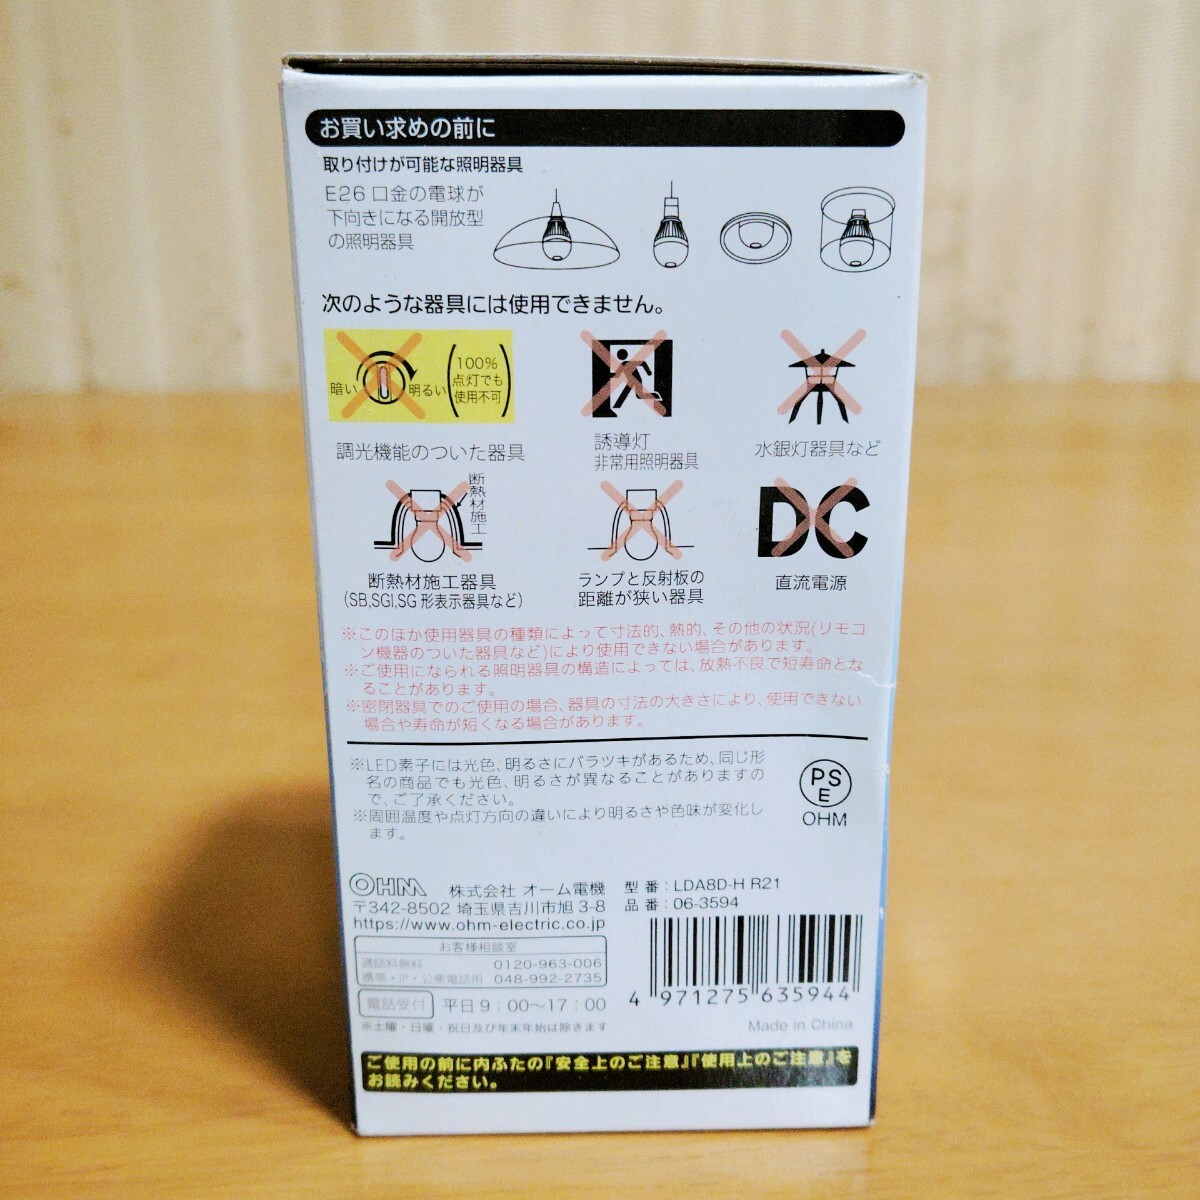 お買い求めの前に
取り付けが可能な照明器具
E26口金の電球が
下向きになる開放型
の照明器具
次のような器具には使用できません。
暗い 明るい
100%
点灯でも
使用不可
調光機能のついた器具
誘導灯
非常用照明器具
水銀灯器具など
断熱材施工
断熱材施工器具
(SB,SGI,SG 形表示器具など)
ランプと反射板の
距離が狭い器具
DC
直流電源
※このほか使用器具の種類によって寸法的、熱的、その他の状況(リモコ
ン機器のついた器具など)により使用できない場合があります。
※ご使用になられる照明器具の構造によっては、放熱不良で短寿命とな
ることがあります。
※密閉器具でのご使用の場合、器具の寸法の大きさにより、使用できない
場合や寿命が短くなる場合があります。
※LED素子には光色、明るさにバラツキがあるため、同じ形
名の商品でも光色、明るさが異なることがありますの
で、ご了承ください。
※周囲温度や点灯方向の違いにより明るさや色味が変化し
ます。
PS
E
OHM
OHM 株式会社 オーム電機
〒342-8502 埼玉県吉川市旭 3-8
https://www.ohm-electric.co.jp
お客様相談室
通話料無料 0120-963-006
携帯・IP・公衆電話用 048-992-2735
電話受付 平日9:00〜17:00
※土曜・日曜・祝日及び年末年始は除きます
型番:LDA8D-H R21
品番:06-3594
4 971275 635944
Made in China
ご使用の前に内ふたの『安全上のご注意』『使用上のご注意』を
お読みください。